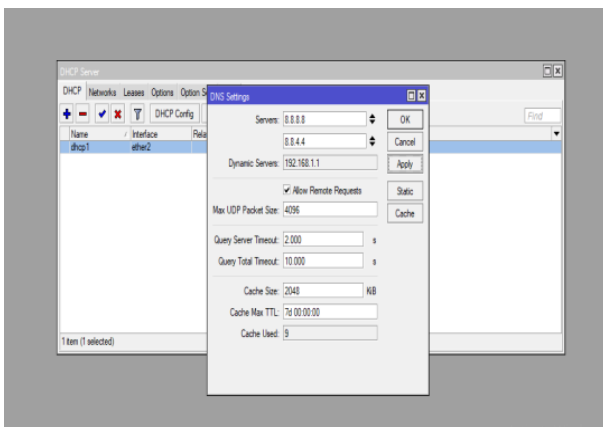 DHCP Server
DHCP Networks Leases Options Option S
DHCP Config
Find
Name Interface Rela
dhcp1 ether2
1 item (1 selected)
DNS Settings
Servers: 8.8.8.8
8.8.4.4
Dynamic Servers: 192.168.1.1
Allow Remote Requests
Max UDP Packet Size: 4096
Query Server Timeout: 2.000 s
Query Total Timeout: 10.000 s
Cache Size: 2048 KiB
Cache Max TTL: 7d 00:00:00
Cache Used: 9
OK
Cancel
Apply
Static
Cache